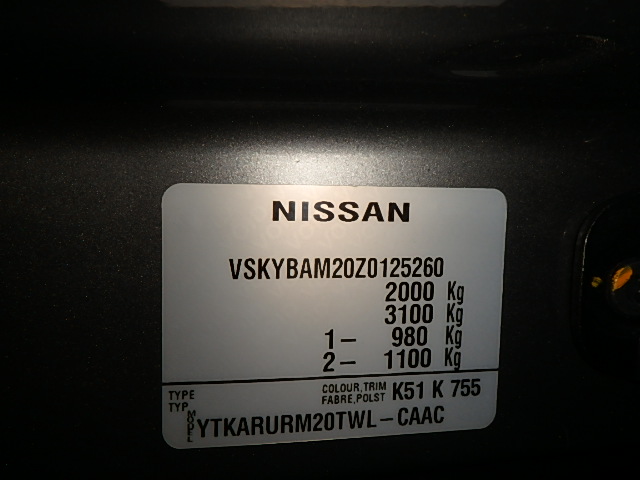 NISSAN
VSKYBAM20Z0125260
2000 Kg
3100 Kg
1- 980 Kg
2- 1100 Kg
TYPE COLOUR,TRIM K51 K 755
TYP FABRE,POLST
MODEL YTKARURM20TWL-CAAC